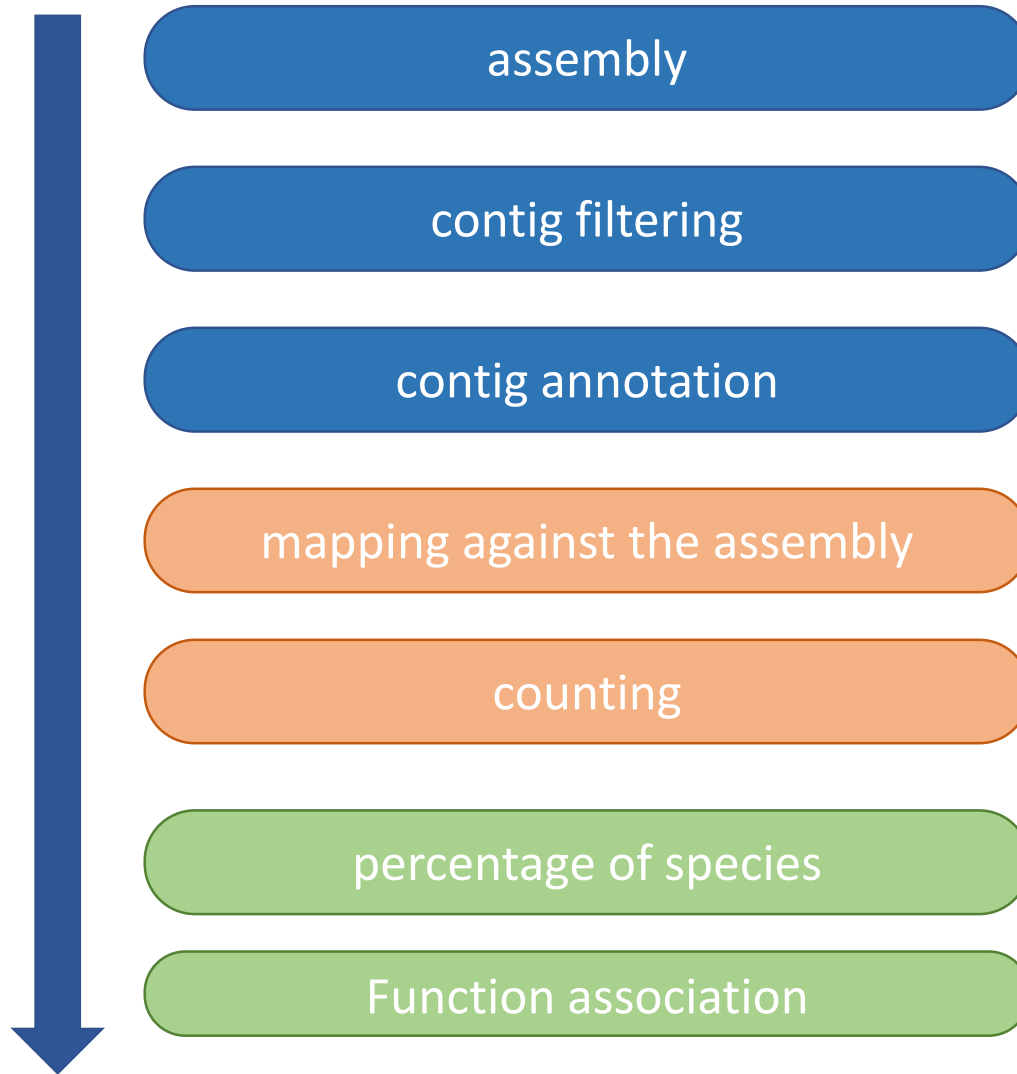 assembly
contig filtering
contig annotation
mapping against the assembly
counting
percentage of species
Function association